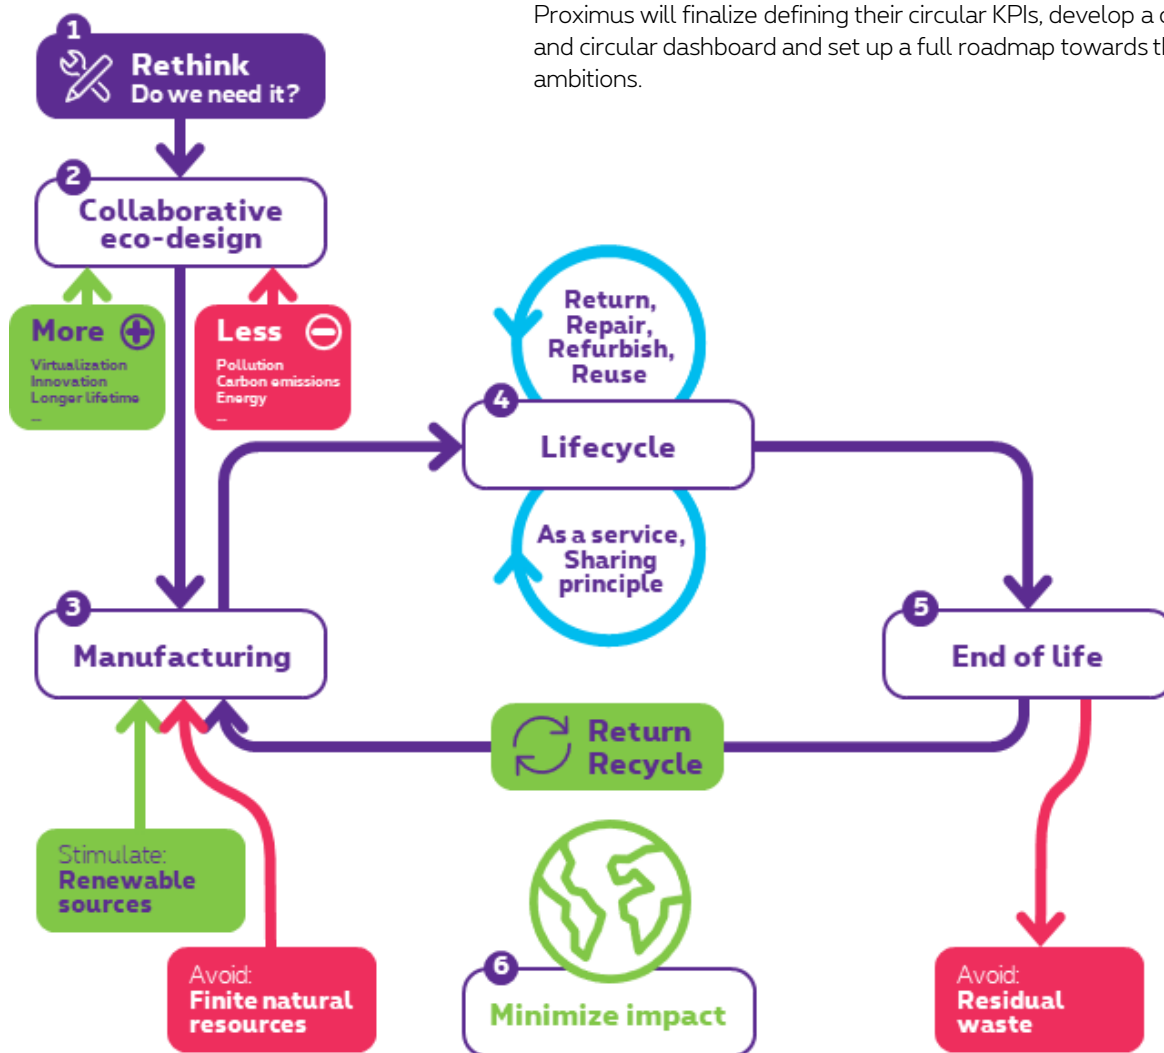 Proximus will finalize defining their circular KPIs, develop a
and circular dashboard and set up a full roadmap towards
ambitions.
1
Rethink
Do we need it?
2
Collaborative
eco-design
More
Virtualization
Innovation
Longer lifetime
...
Less
Pollution
Carbon emissions
Energy
...
Return,
Repair,
Refurbish,
Reuse
4
Lifecycle
As a service,
Sharing
principle
3
Manufacturing
5
End of life
Return
Recycle
Stimulate:
Renewable
sources
Avoid:
Finite natural
resources
6
Minimize impact
Avoid:
Residual
waste